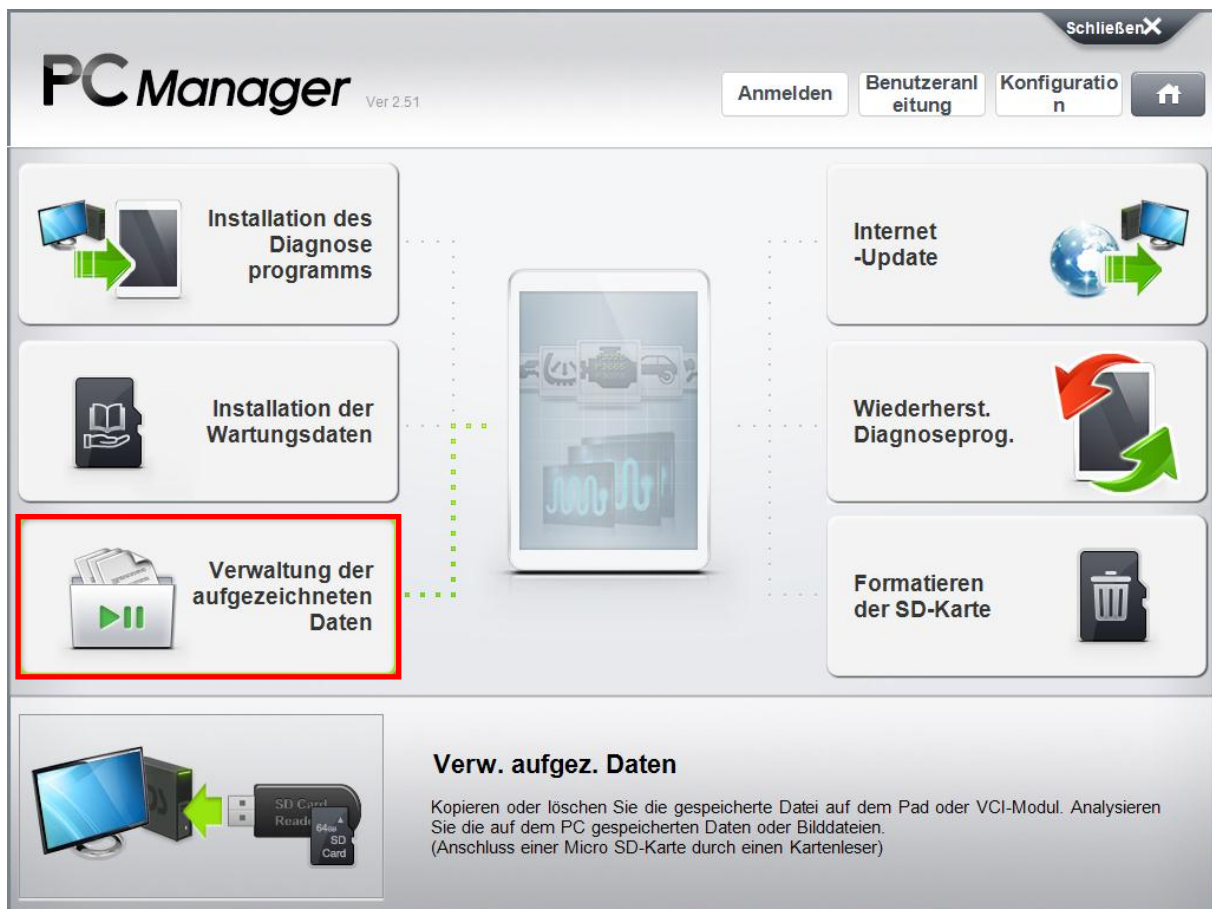 Schließen X
PC Manager Ver 2.51
Anmelden
Benutzeranl
eitung
Konfiguratio
n
Installation des
Diagnose
programms
Internet
-Update
Installation der
Wartungsdaten
Wiederherst.
Diagnoseprog.
Verwaltung der
aufgezeichneten
Daten
Formatieren
der SD-Karte
SD Card
64GB
SD
Card
Verw. aufgez. Daten
Kopieren oder löschen Sie die gespeicherte Datei auf dem Pad oder VCI-Modul. Analysieren
Sie die auf dem PC gespeicherten Daten oder Bilddateien.
(Anschluss einer Micro SD-Karte durch einen Kartenleser)